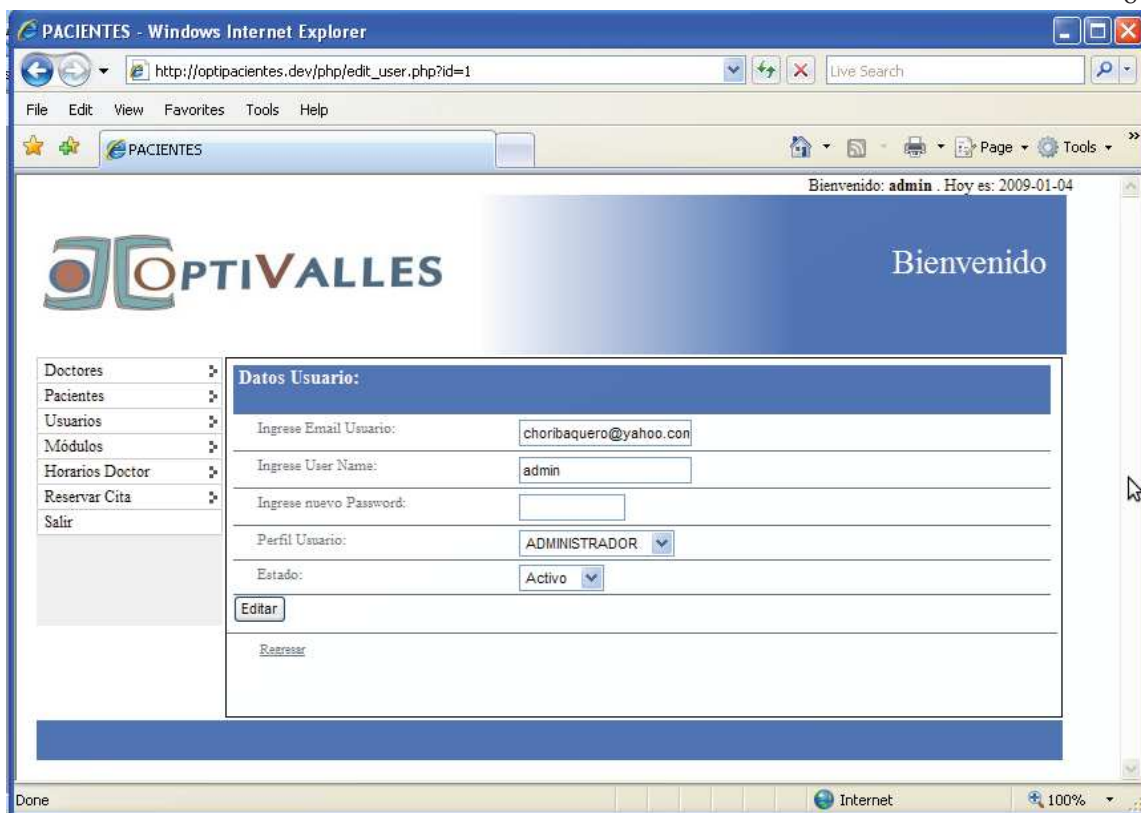 PACIENTES - Windows Internet Explorer
http://optipacientes.dev/php/edit_user.php?id=1
Live Search
File Edit View Favorites Tools Help
PACIENTES
Page Tools
Bienvenido: admin . Hoy es: 2009-01-04
OPTIVALLES
Bienvenido
Doctores
Pacientes
Usuarios
Módulos
Horarios Doctor
Reservar Cita
Salir
Datos Usuario:
Ingrese Email Usuario: choribaquero@yahoo.con
Ingrese User Name: admin
Ingrese nuevo Password:
Perfil Usuario: ADMINISTRADOR
Estado: Activo
Editar
Regresar
Done Internet 100%